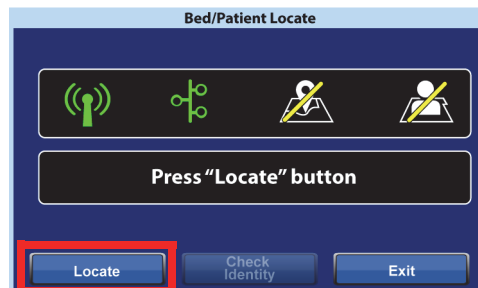 Bed/Patient Locate
Press "Locate" button
Locate
Check
Identity
Exit